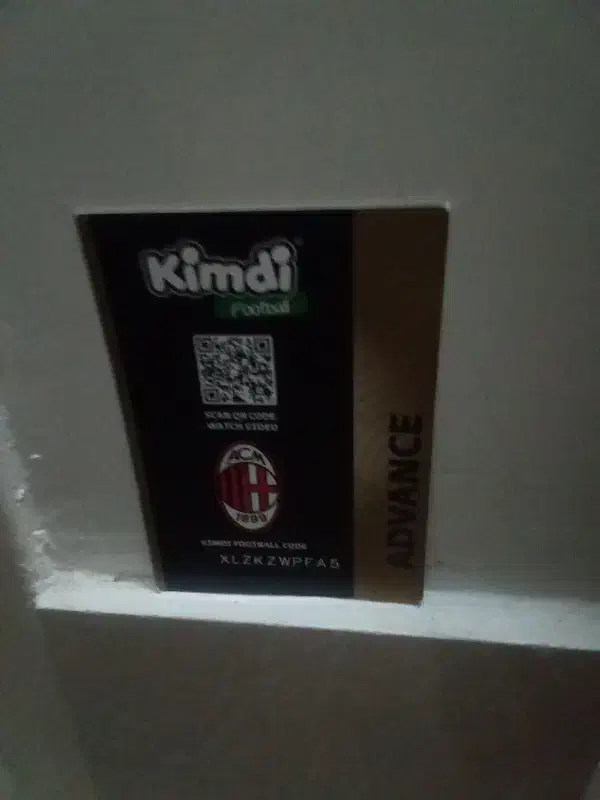 Kimdi
Football
SCAN QR CODE
WATCH VIDEO
ACM
1899
KIMDI FOOTBALL CODE
XLZKZWPFA5
ADVANCE